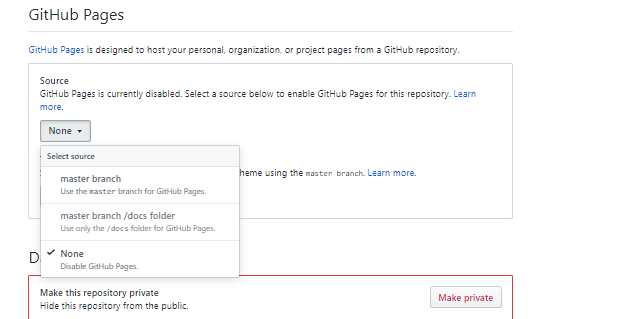 GitHub Pages
GitHub Pages is designed to host your personal, organization, or project pages from a GitHub repository.
Source
GitHub Pages is currently disabled. Select a source below to enable GitHub Pages for this repository. Learn
more.
None
Select source
heme using the master branch. Learn more.
master branch
Use the master branch for GitHub Pages.
master branch /docs folder
Use only the /docs folder for GitHub Pages.
None
Disable GitHub Pages.
D
Make this repository private
Hide this repository from the public.
Make private